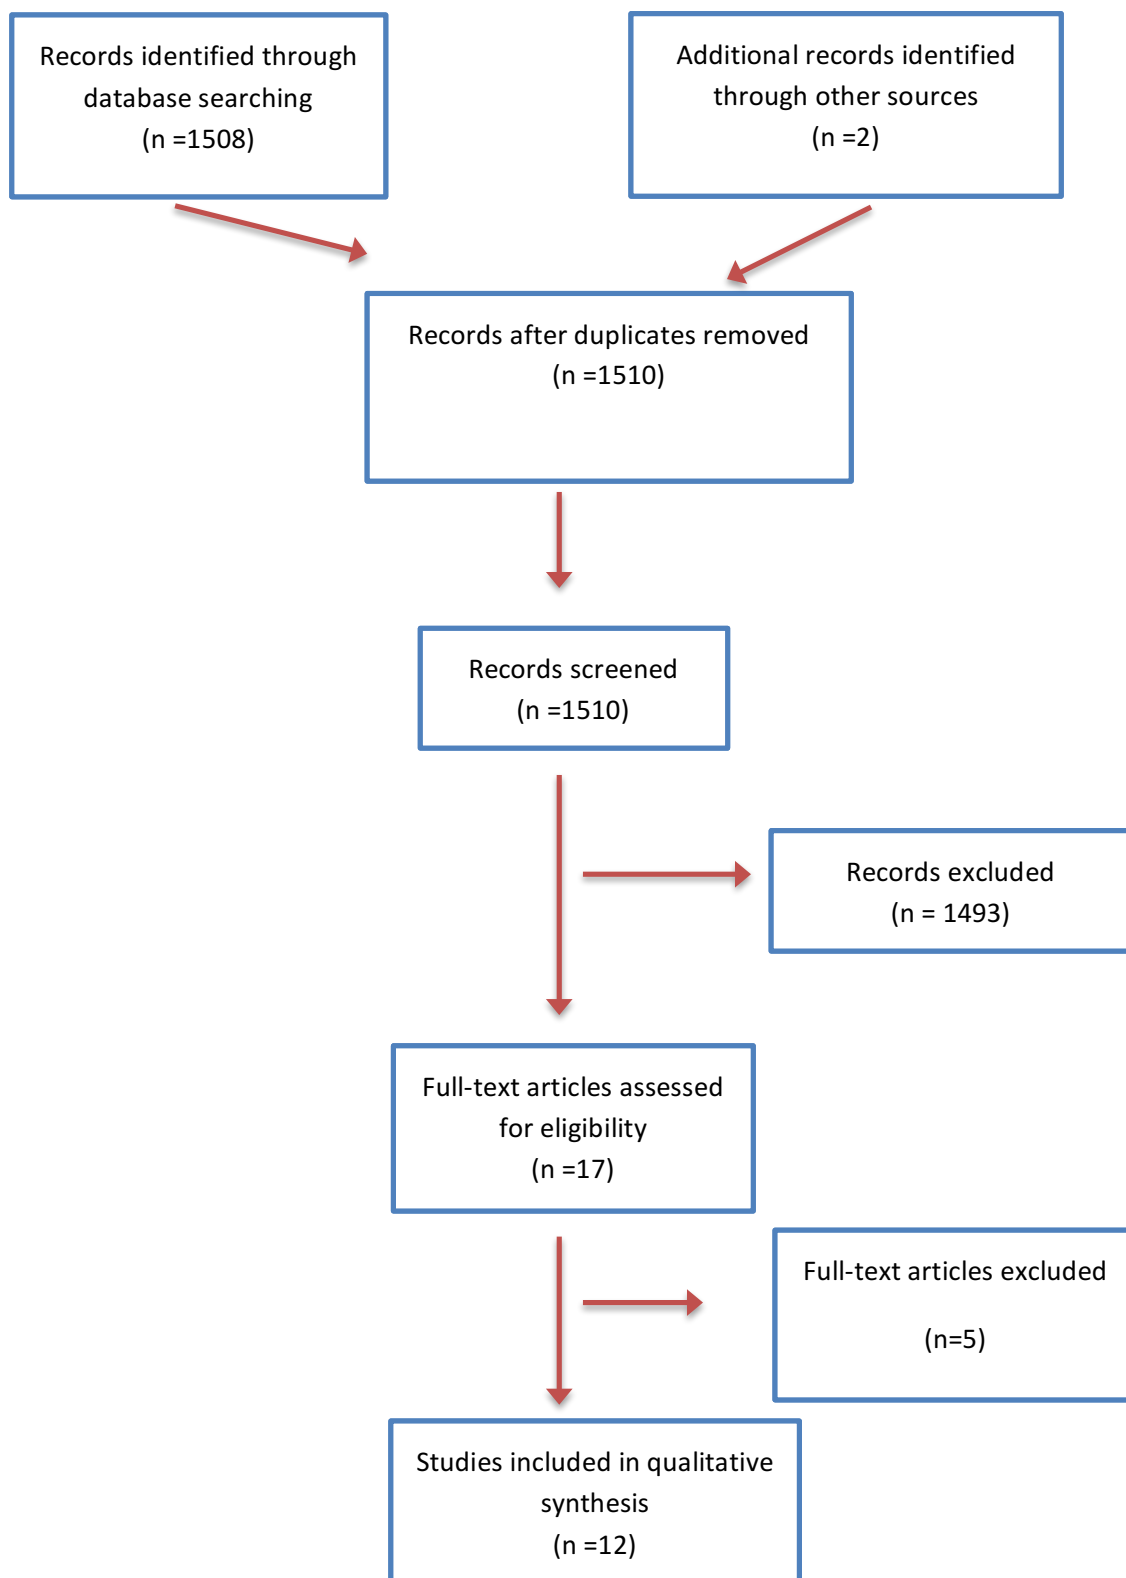 Records identified through
database searching
(n =1508)
Additional records identified
through other sources
(n =2)
Records after duplicates removed
(n =1510)
Records screened
(n =1510)
Records excluded
(n = 1493)
Full-text articles assessed
for eligibility
(n =17)
Full-text articles excluded
(n=5)
Studies included in qualitative
synthesis
(n =12)